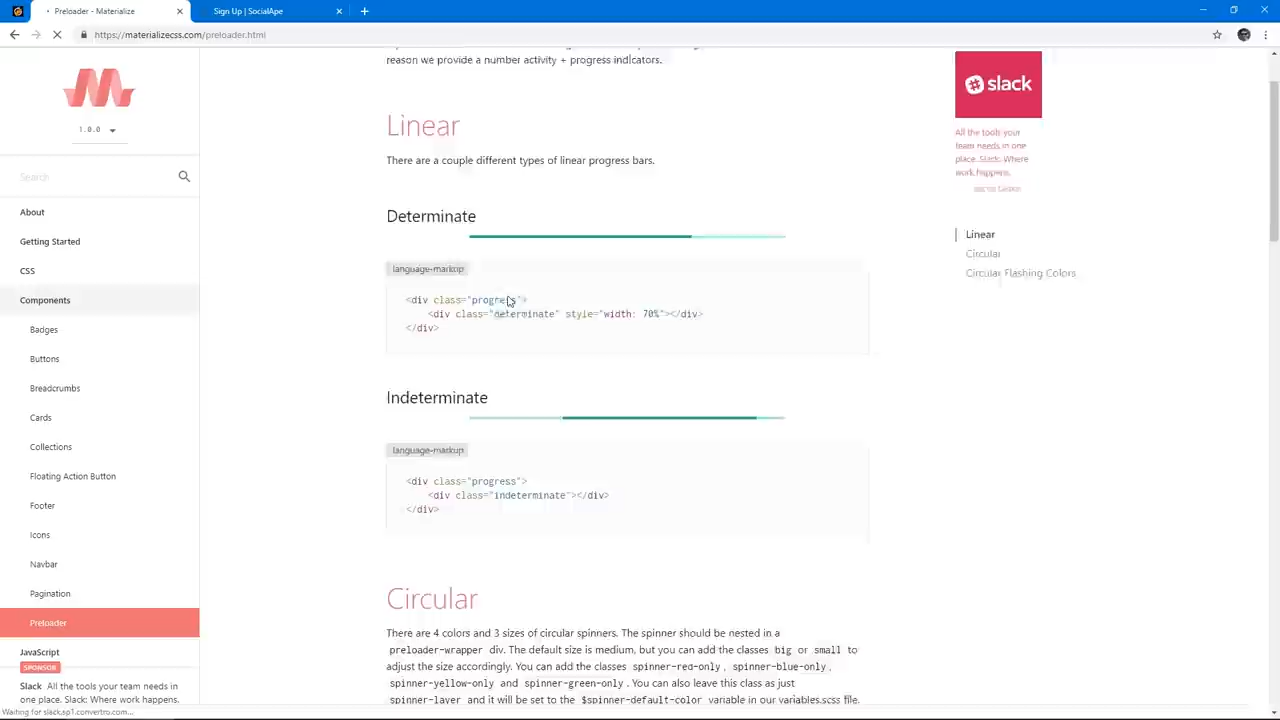 Preloader - Materialize
Sign Up | SocialApe
https://materializecss.com/preloader.html
1.0.0
Search
About
Getting Started
CSS
Components
Badges
Buttons
Breadcrumbs
Cards
Collections
Floating Action Button
Footer
Icons
Navbar
Pagination
Preloader
JavaScript
SPONSOR
Slack All the tools your team needs in
one place. Slack: Where work happens.
Waiting for slack.sp1.convertro.com...
reason we provide a number activity + progress indicators.
Linear
There are a couple different types of linear progress bars.
Determinate
language-markup
<div class="progress">
<div class="determinate" style="width: 70%"></div>
</div>
Indeterminate
language-markup
<div class="progress">
<div class="indeterminate"></div>
</div>
Circular
There are 4 colors and 3 sizes of circular spinners. The spinner should be nested in a
preloader-wrapper div. The default size is medium, but you can add the classes big or small to
adjust the size accordingly. You can add the classes spinner-red-only, spinner-blue-only,
spinner-yellow-only and spinner-green-only. You can also leave this class as just
spinner-layer and it will be set to the $spinner-default-color variable in our variables.scss file.
slack
All the tools your
team needs in one
place. Slack: Where
work happens.
Linear
Circular
Circular Flashing Colors